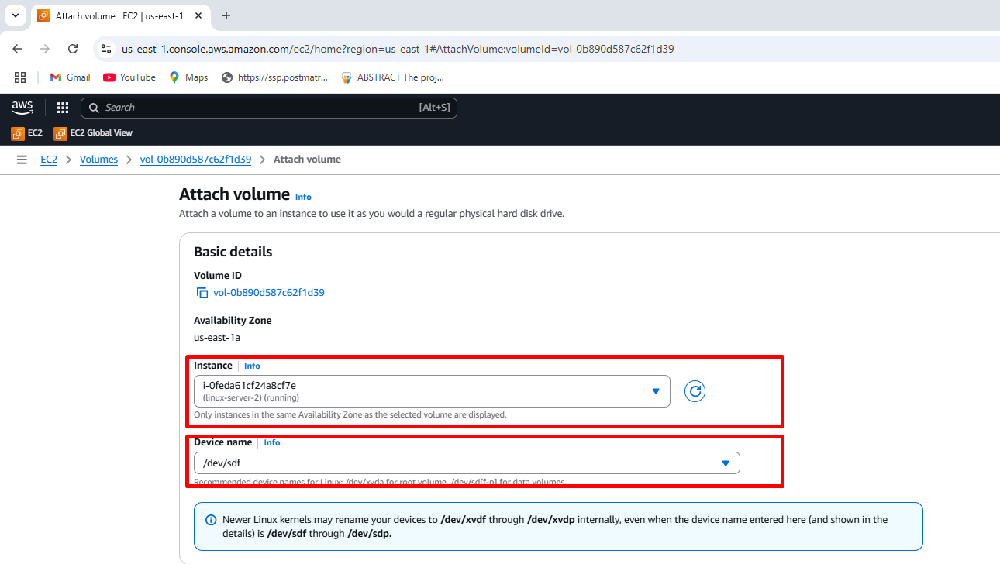 Attach volume | EC2 | us-east-1
us-east-1.console.aws.amazon.com/ec2/home?region=us-east-1#AttachVolume:volumeId=vol-0b890d587c62f1d39
Gmail YouTube Maps https://ssp.postmatr... ABSTRACT The proj...
aws Search [Alt+S]
EC2 EC2 Global View
EC2 Volumes vol-0b890d587c62f1d39 Attach volume
Attach volume Info
Attach a volume to an instance to use it as you would a regular physical hard disk drive.
Basic details
Volume ID
vol-0b890d587c62f1d39
Availability Zone
us-east-1a
Instance Info
i-0feda61cf24a8cf7e
(linux-server-2) (running)
Only instances in the same Availability Zone as the selected volume are displayed.
Device name Info
/dev/sdf
Recommended device names for Linux: /dev/xvda for root volume. /dev/sd[f-p] for data volumes.
Newer Linux kernels may rename your devices to /dev/xvdf through /dev/xvdp internally, even when the device name entered here (and shown in the
details) is /dev/sdf through /dev/sdp.